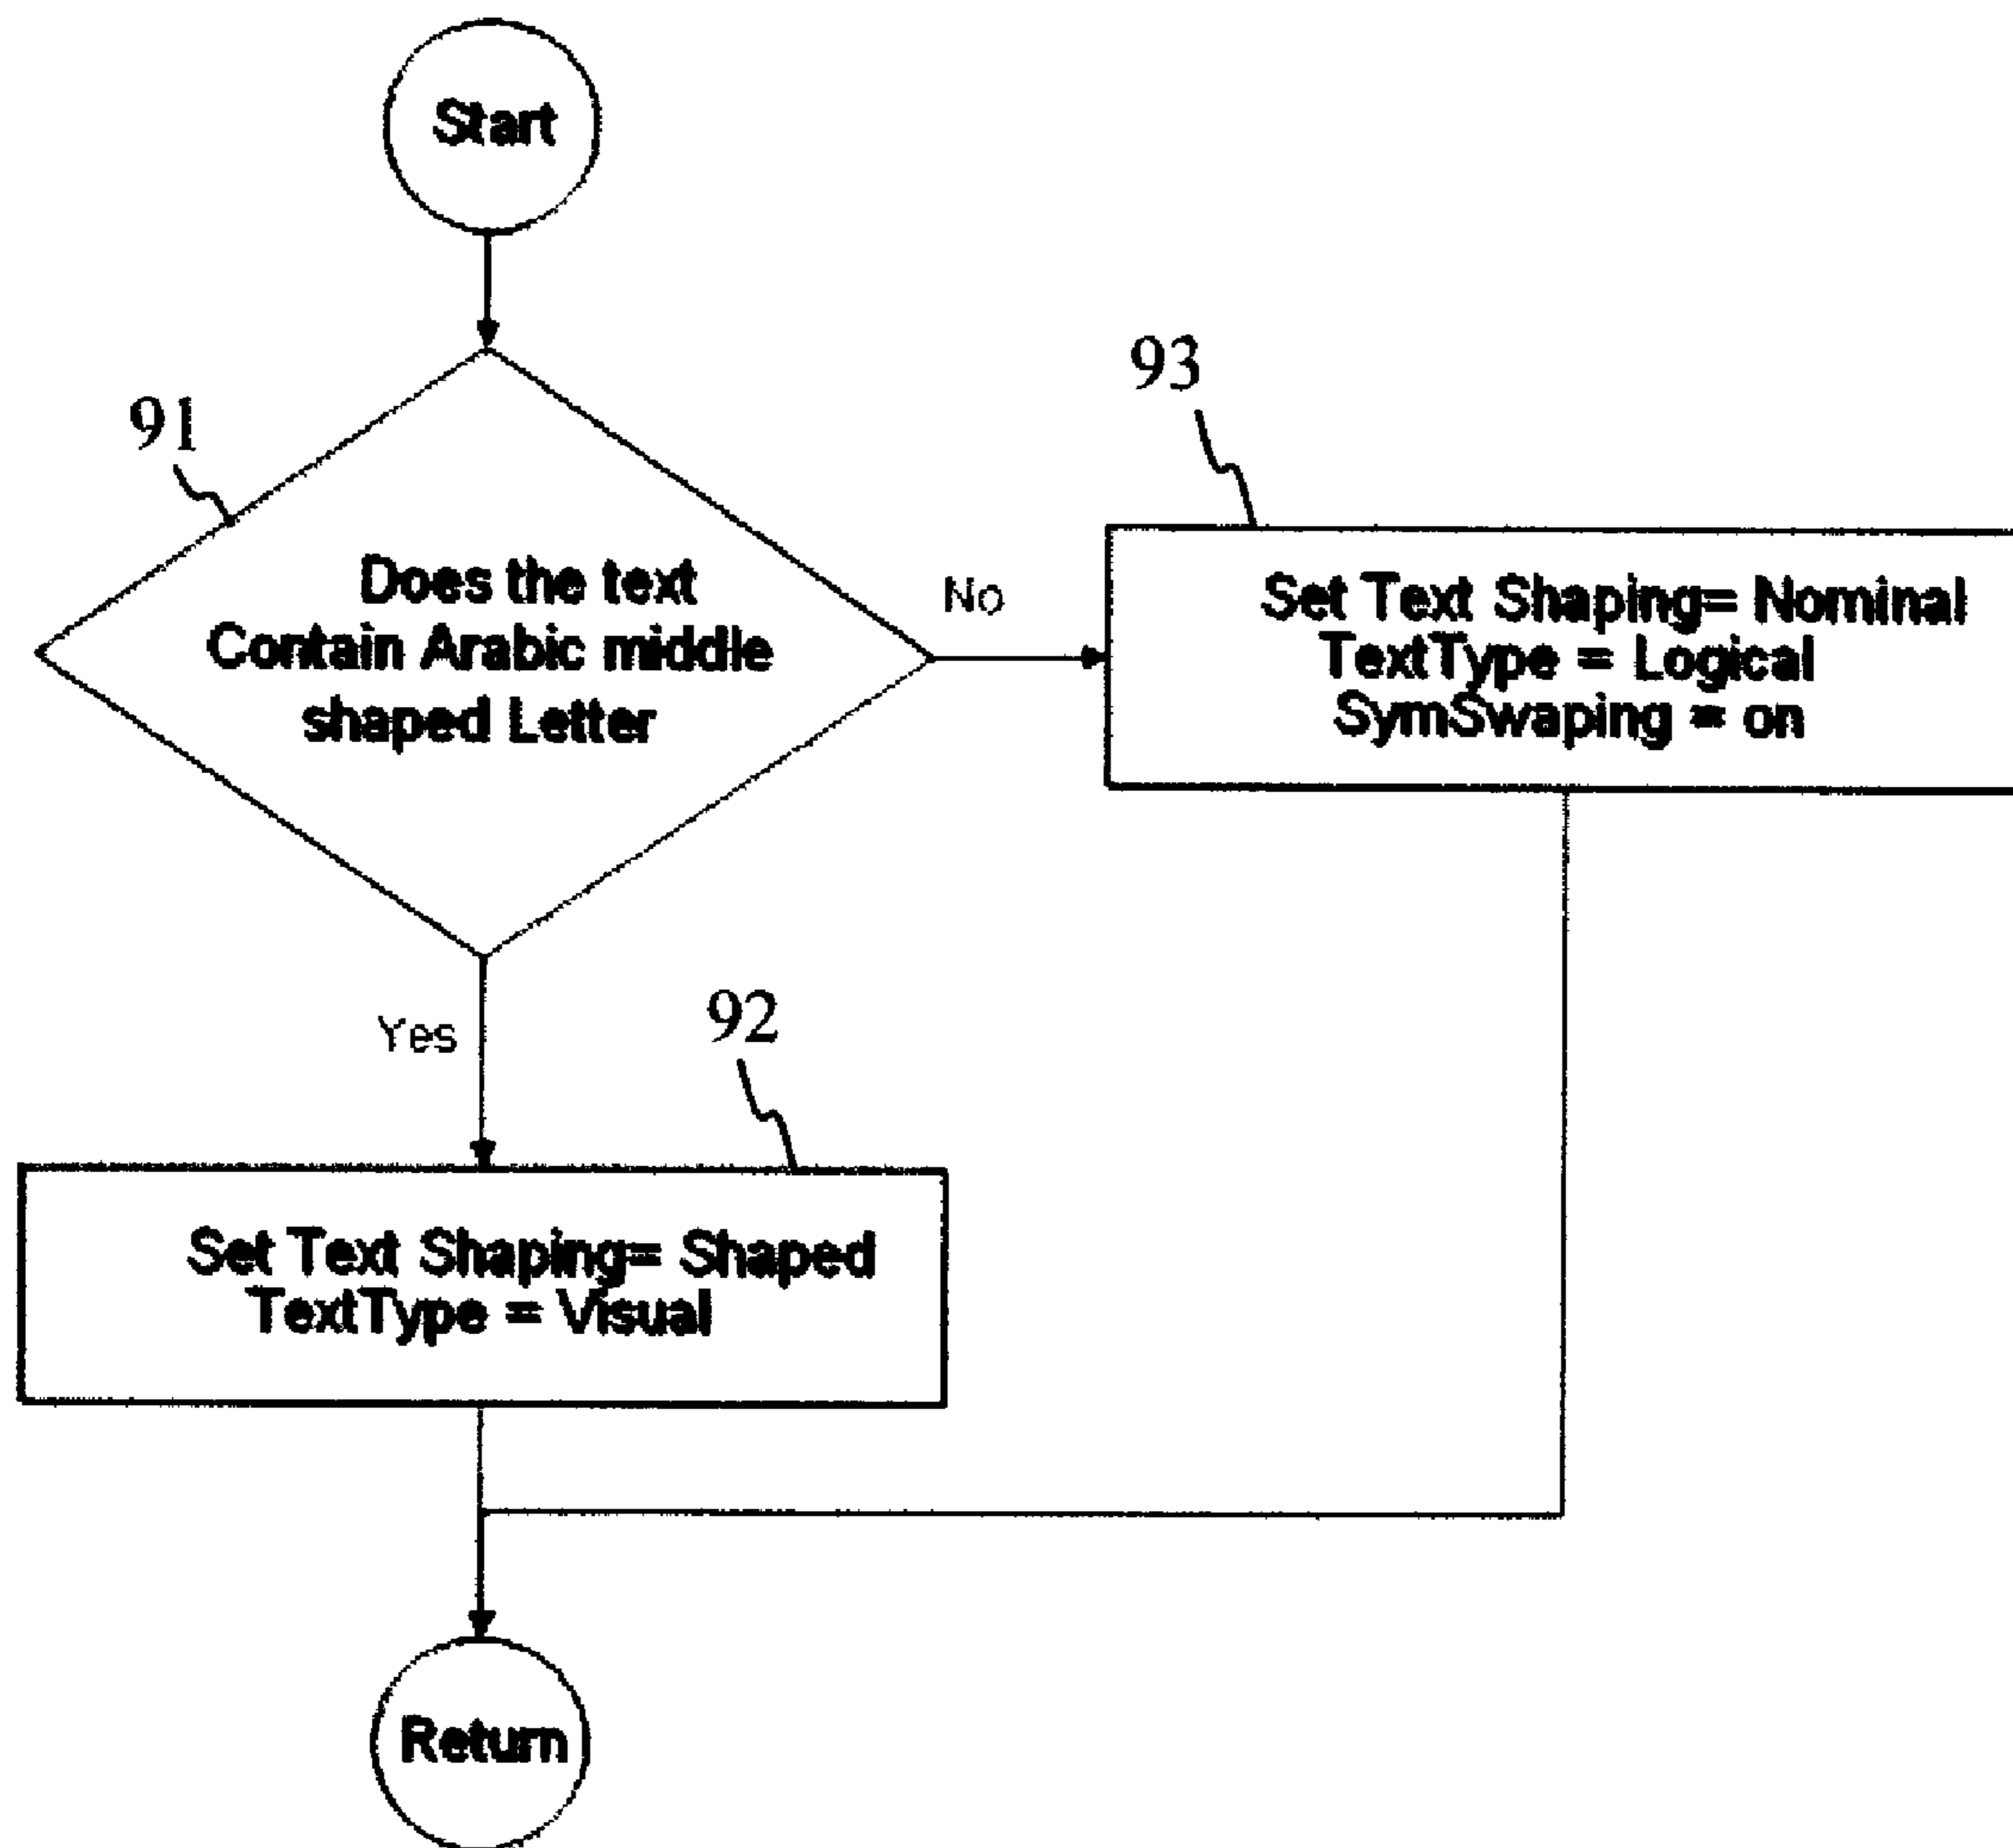 Start
91
Does the text
Contain Arabic middle
shaped Letter
No
93
Set Text Shaping= Nominal
TextType = Logical
SymSwaping = on
Yes
92
Set Text Shaping= Shaped
TextType = Visual
Return